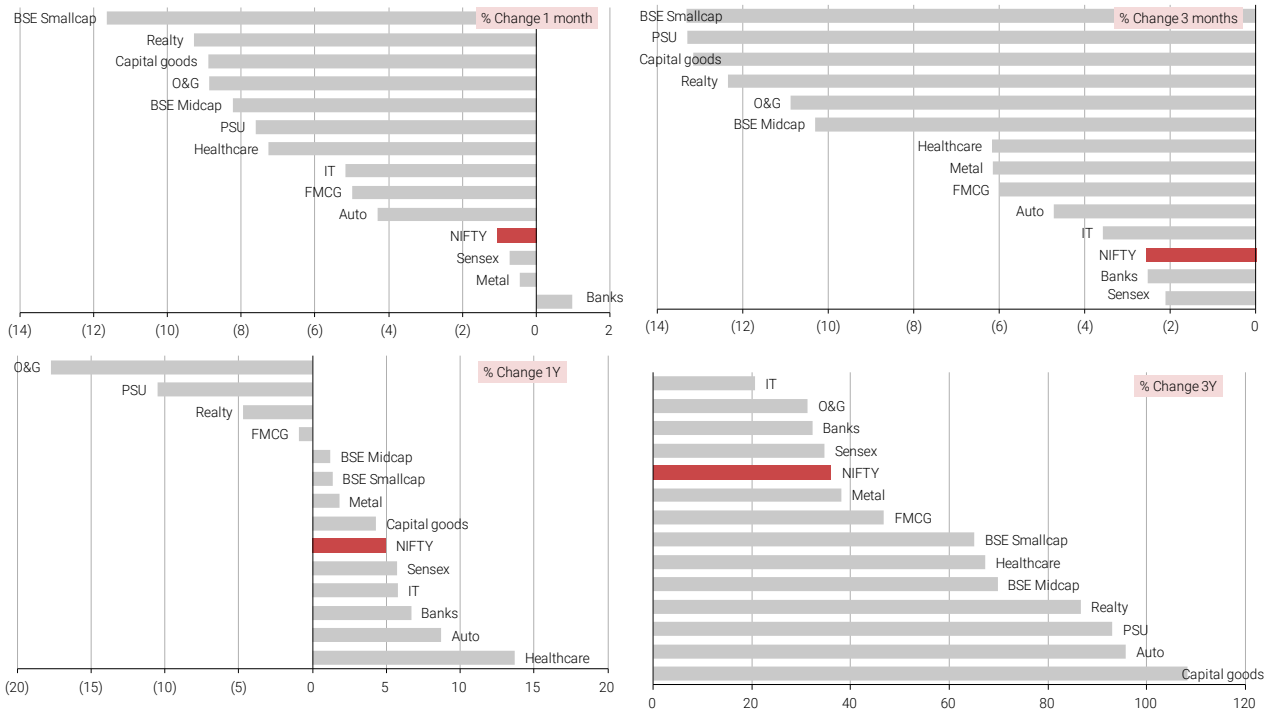 % Change 1 month
BSE Smallcap
Realty
Capital goods
O&G
BSE Midcap
PSU
Healthcare
IT
FMCG
Auto
NIFTY
Sensex
Metal
Banks
(14) (12) (10) (8) (6) (4) (2) 0 2
% Change 3 months
BSE Smallcap
PSU
Capital goods
Realty
O&G
BSE Midcap
Healthcare
Metal
FMCG
Auto
IT
NIFTY
Banks
Sensex
(14) (12) (10) (8) (6) (4) (2) 0
% Change 1Y
O&G
PSU
Realty
FMCG
BSE Midcap
BSE Smallcap
Metal
Capital goods
NIFTY
Sensex
IT
Banks
Auto
Healthcare
(20) (15) (10) (5) 0 5 10 15 20
% Change 3Y
IT
O&G
Banks
Sensex
NIFTY
Metal
FMCG
BSE Smallcap
Healthcare
BSE Midcap
Realty
PSU
Auto
Capital goods
0 20 40 60 80 100 120